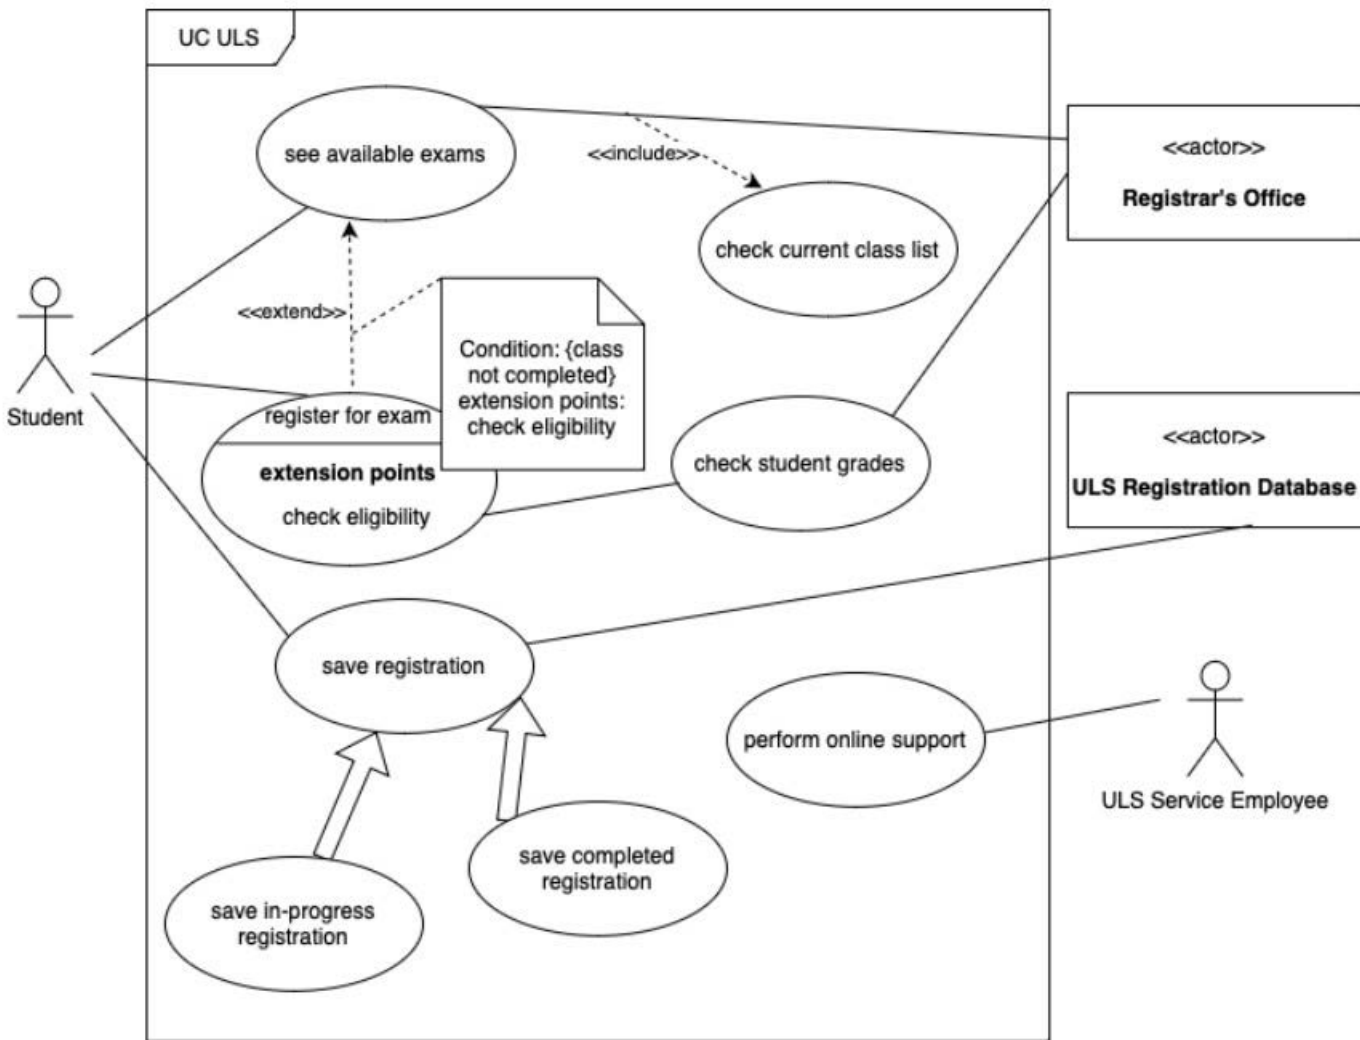 UC ULS
see available exams
<<include>>
<<actor>>
Registrar's Office
check current class list
<<extend>>
Student
Condition: {class
not completed}
extension points:
check eligibility
register for exam
extension points
check eligibility
check student grades
<<actor>>
ULS Registration Database
save registration
perform online support
ULS Service Employee
save completed
registration
save in-progress
registration